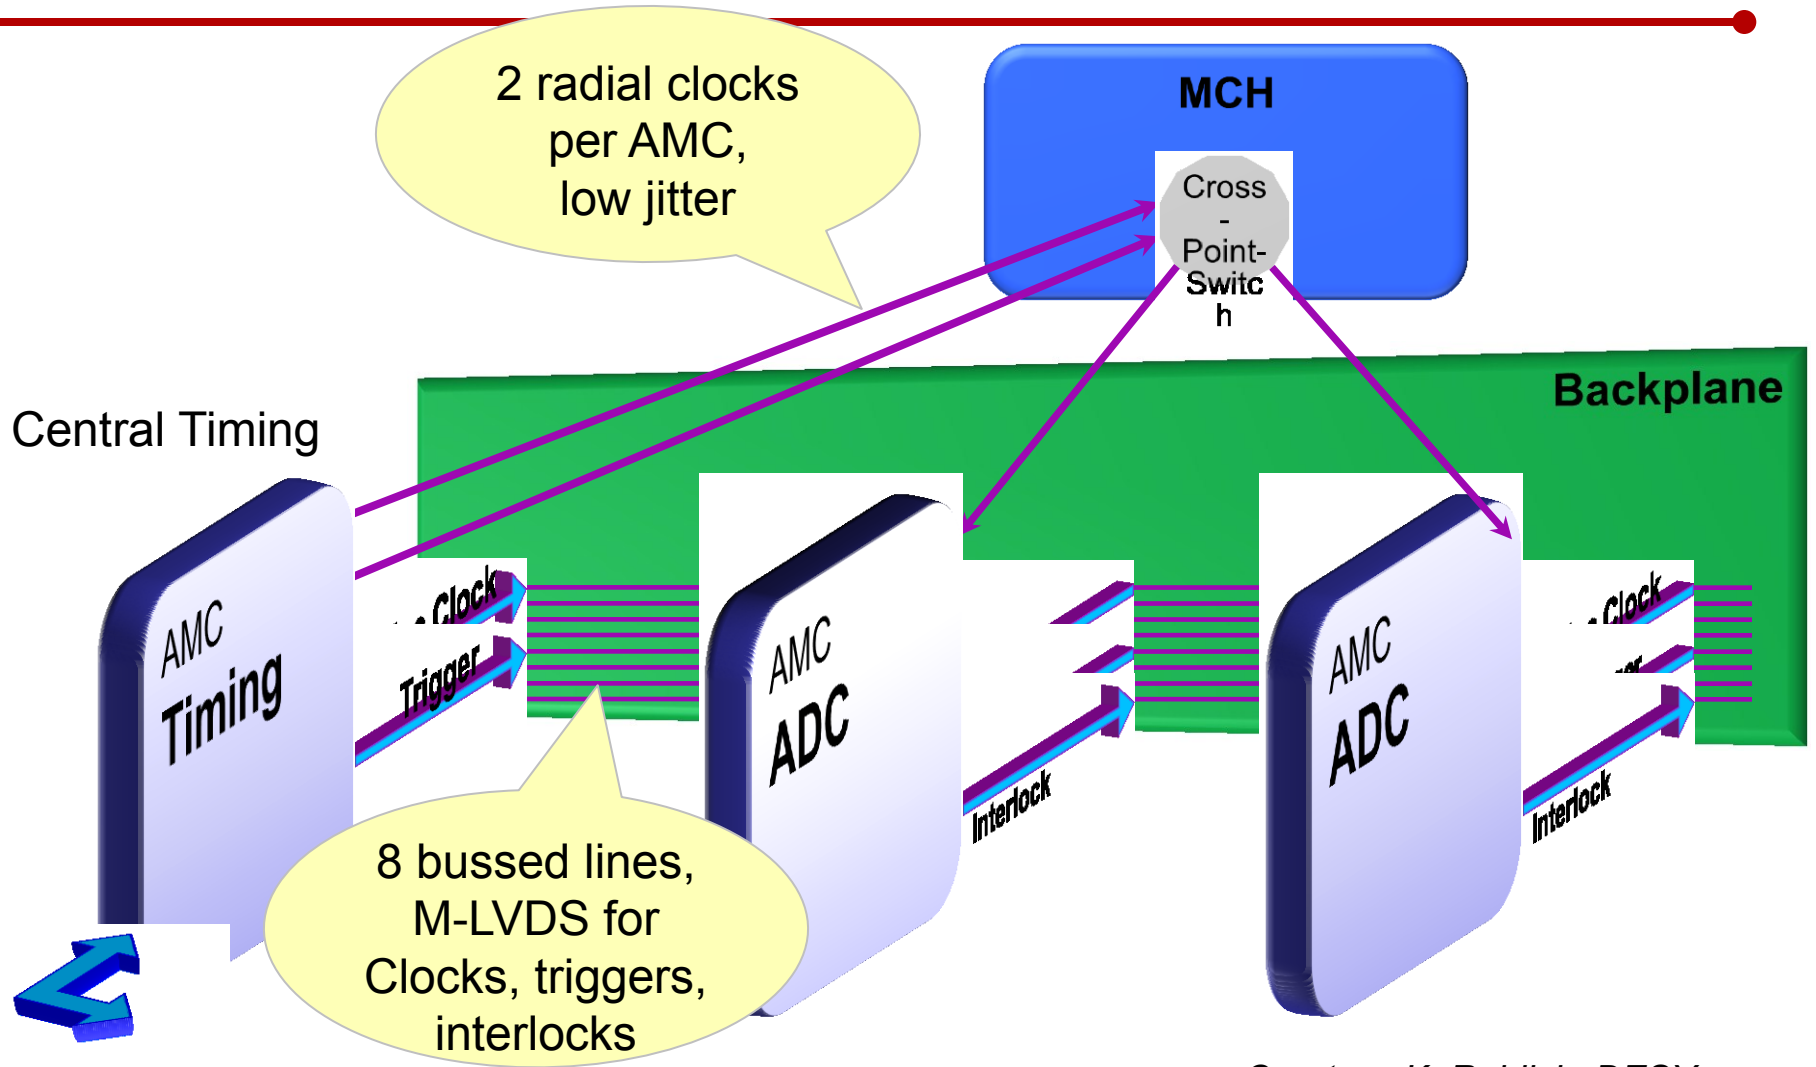 2 radial clocks
per AMC,
low jitter
MCH
Cross
-
Point-
Switc
h
Backplane
Central Timing
AMC
Timing
Clock
Trigger
AMC
ADC
Interlock
AMC
ADC
Clock
Interlock
8 bussed lines,
M-LVDS for
Clocks, triggers,
interlocks